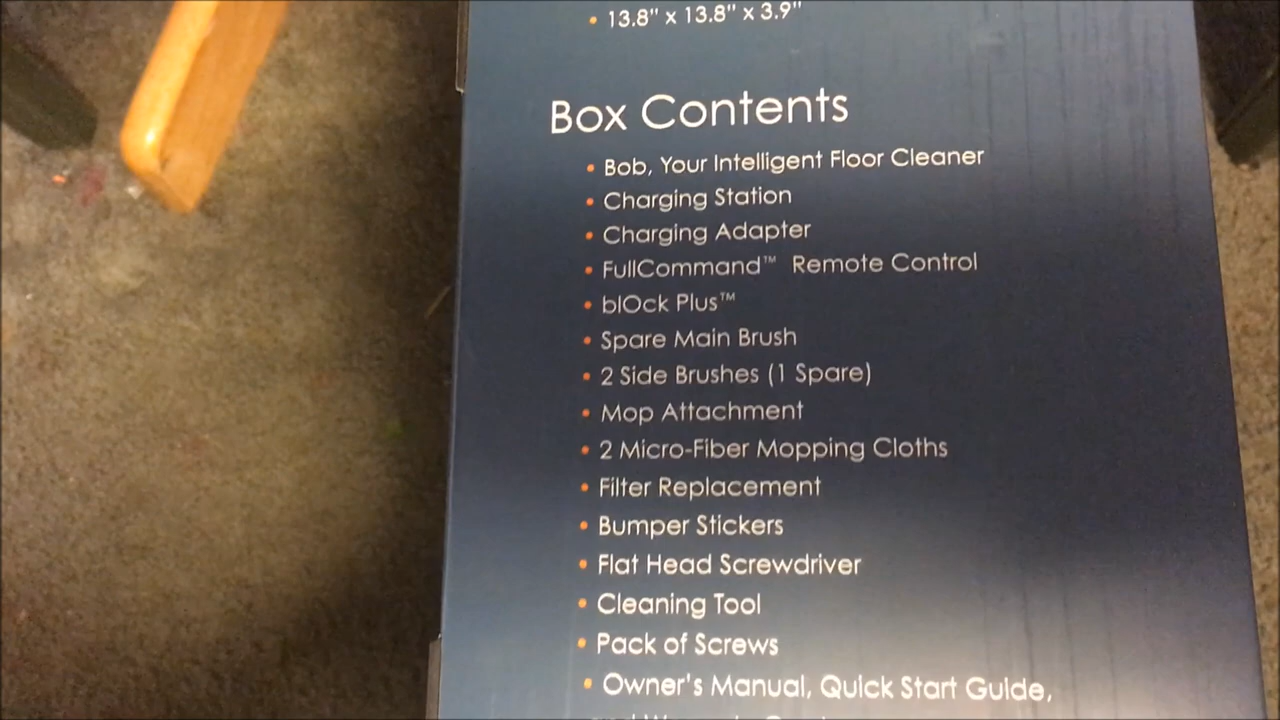 • 13.8" x 13.8" x 3.9"
Box Contents
• Bob, Your Intelligent Floor Cleaner
• Charging Station
• Charging Adapter
• FullCommand™ Remote Control
• blOck Plus™
• Spare Main Brush
• 2 Side Brushes (1 Spare)
• Mop Attachment
• 2 Micro-Fiber Mopping Cloths
• Filter Replacement
• Bumper Stickers
• Flat Head Screwdriver
• Cleaning Tool
• Pack of Screws
• Owner's Manual, Quick Start Guide,